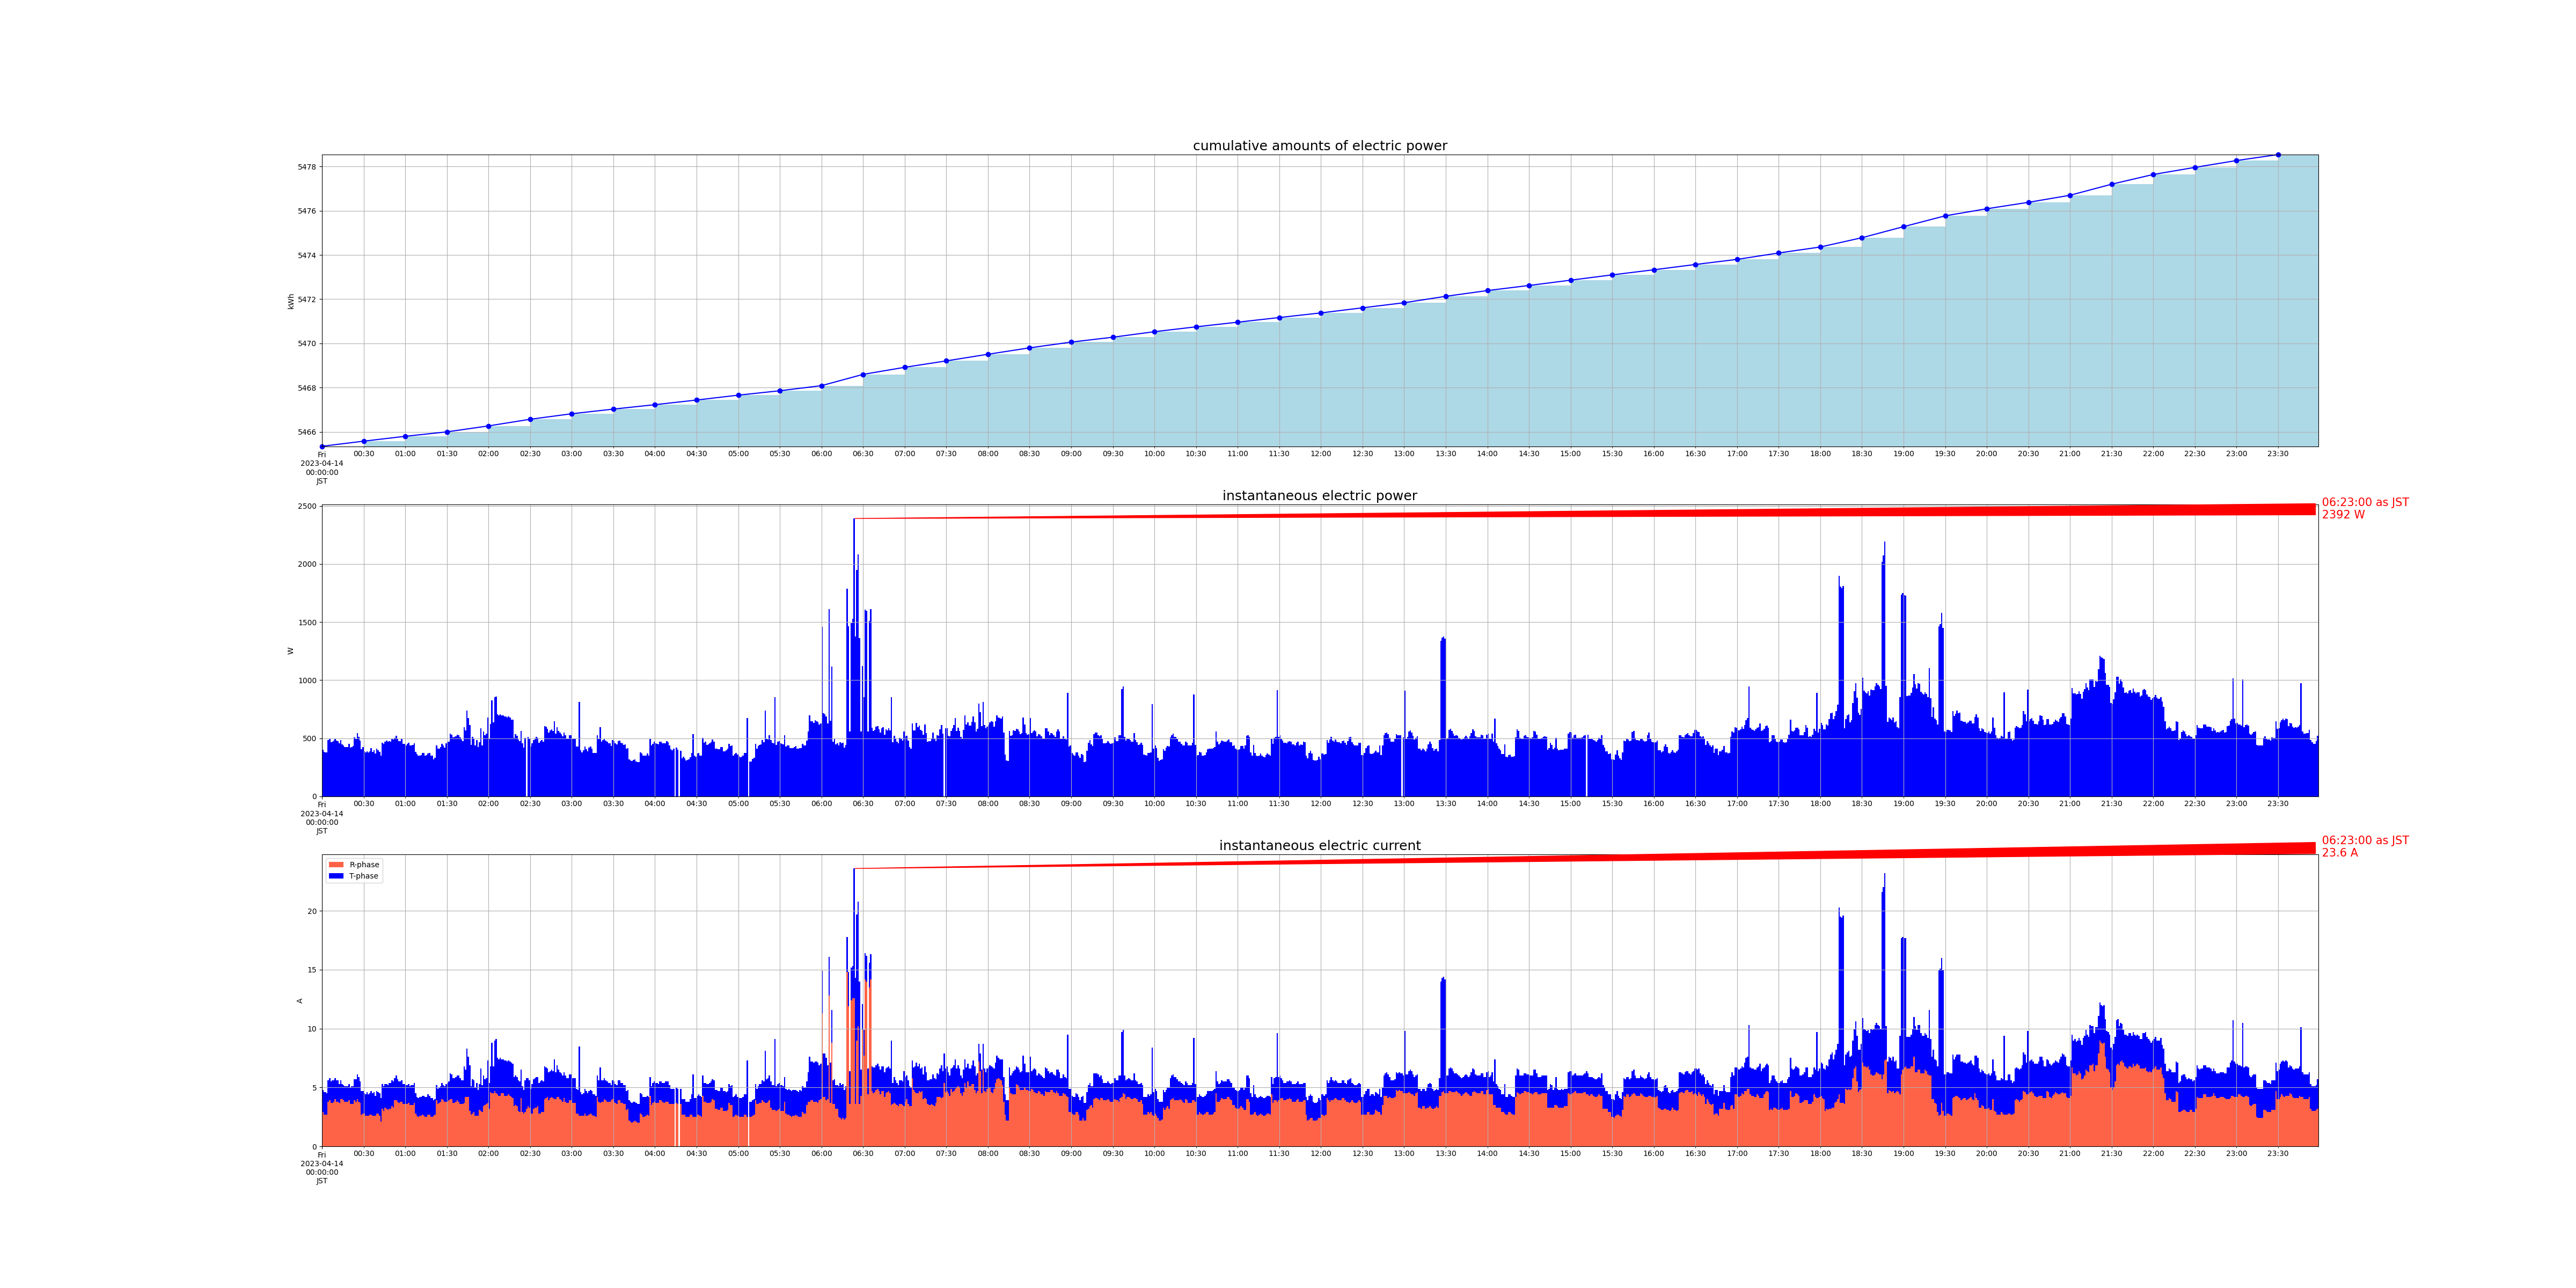 cumulative amounts of electric power
5478
5476
5474
5472
5470
5468
5466
kWh
00:30 01:00 01:30 02:00 02:30 03:00 03:30 04:00 04:30 05:00 05:30 06:00 06:30 07:00 07:30 08:00 08:30 09:00 09:30 10:00 10:30 11:00 11:30 12:00 12:30 13:00 13:30 14:00 14:30 15:00 15:30 16:00 16:30 17:00 17:30 18:00 18:30 19:00 19:30 20:00 20:30 21:00 21:30 22:00 22:30 23:00 23:30
Fri
2023-04-14
00:00:00
JST
instantaneous electric power
06:23:00 as JST
2392 W
2500
2000
1500
1000
500
0
W
00:30 01:00 01:30 02:00 02:30 03:00 03:30 04:00 04:30 05:00 05:30 06:00 06:30 07:00 07:30 08:00 08:30 09:00 09:30 10:00 10:30 11:00 11:30 12:00 12:30 13:00 13:30 14:00 14:30 15:00 15:30 16:00 16:30 17:00 17:30 18:00 18:30 19:00 19:30 20:00 20:30 21:00 21:30 22:00 22:30 23:00 23:30
Fri
2023-04-14
00:00:00
JST
instantaneous electric current
06:23:00 as JST
23.6 A
R-phase
T-phase
20
15
10
5
0
A
00:30 01:00 01:30 02:00 02:30 03:00 03:30 04:00 04:30 05:00 05:30 06:00 06:30 07:00 07:30 08:00 08:30 09:00 09:30 10:00 10:30 11:00 11:30 12:00 12:30 13:00 13:30 14:00 14:30 15:00 15:30 16:00 16:30 17:00 17:30 18:00 18:30 19:00 19:30 20:00 20:30 21:00 21:30 22:00 22:30 23:00 23:30
Fri
2023-04-14
00:00:00
JST